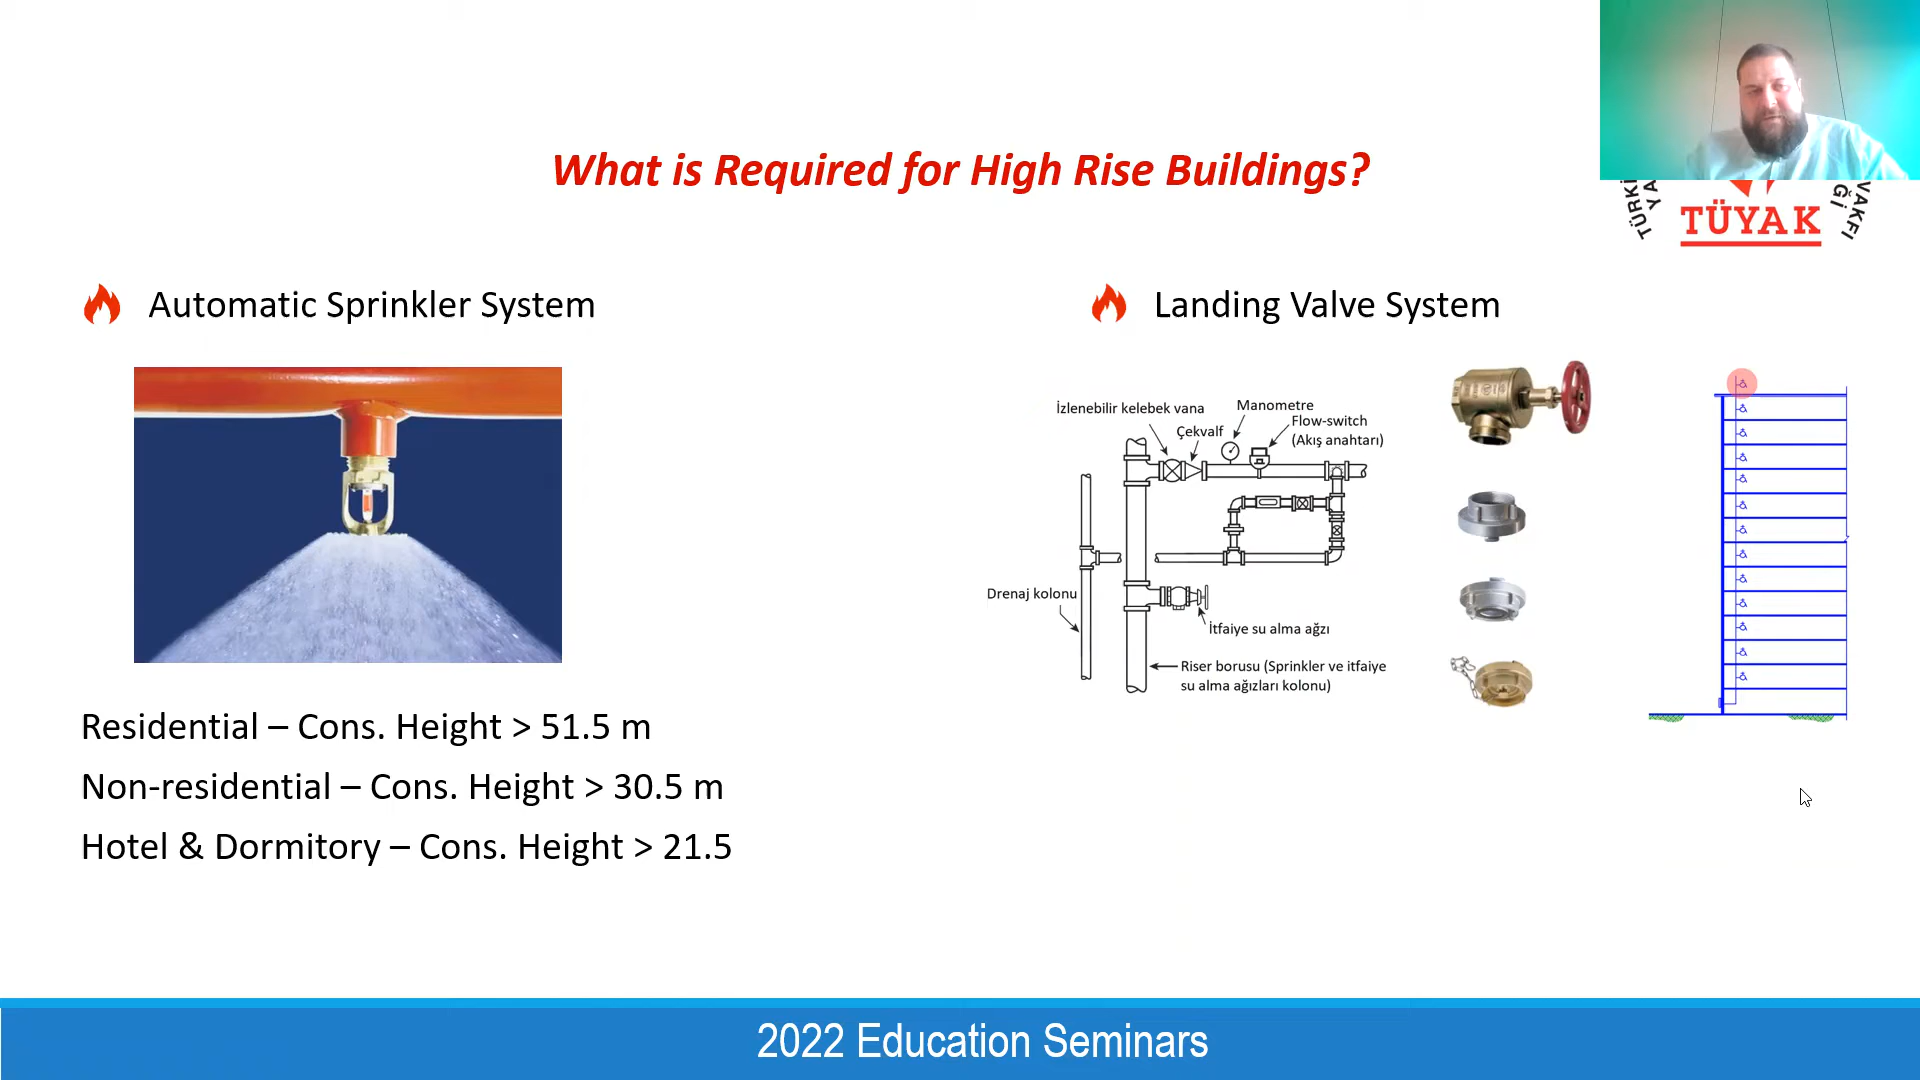 What is Required for High Rise Buildings?
TÜRKİ
YA
VAKFI
Ğİ
TÜYAK
Automatic Sprinkler System
Landing Valve System
İzlenebilir kelebek vana
Manometre
Çekvalf
Flow-switch
(Akış anahtarı)
Drenaj kolonu
İtfaiye su alma ağzı
Riser borusu (Sprinkler ve itfaiye
su alma ağızları kolonu)
Residential – Cons. Height > 51.5 m
Non-residential – Cons. Height > 30.5 m
Hotel & Dormitory – Cons. Height > 21.5
2022 Education Seminars